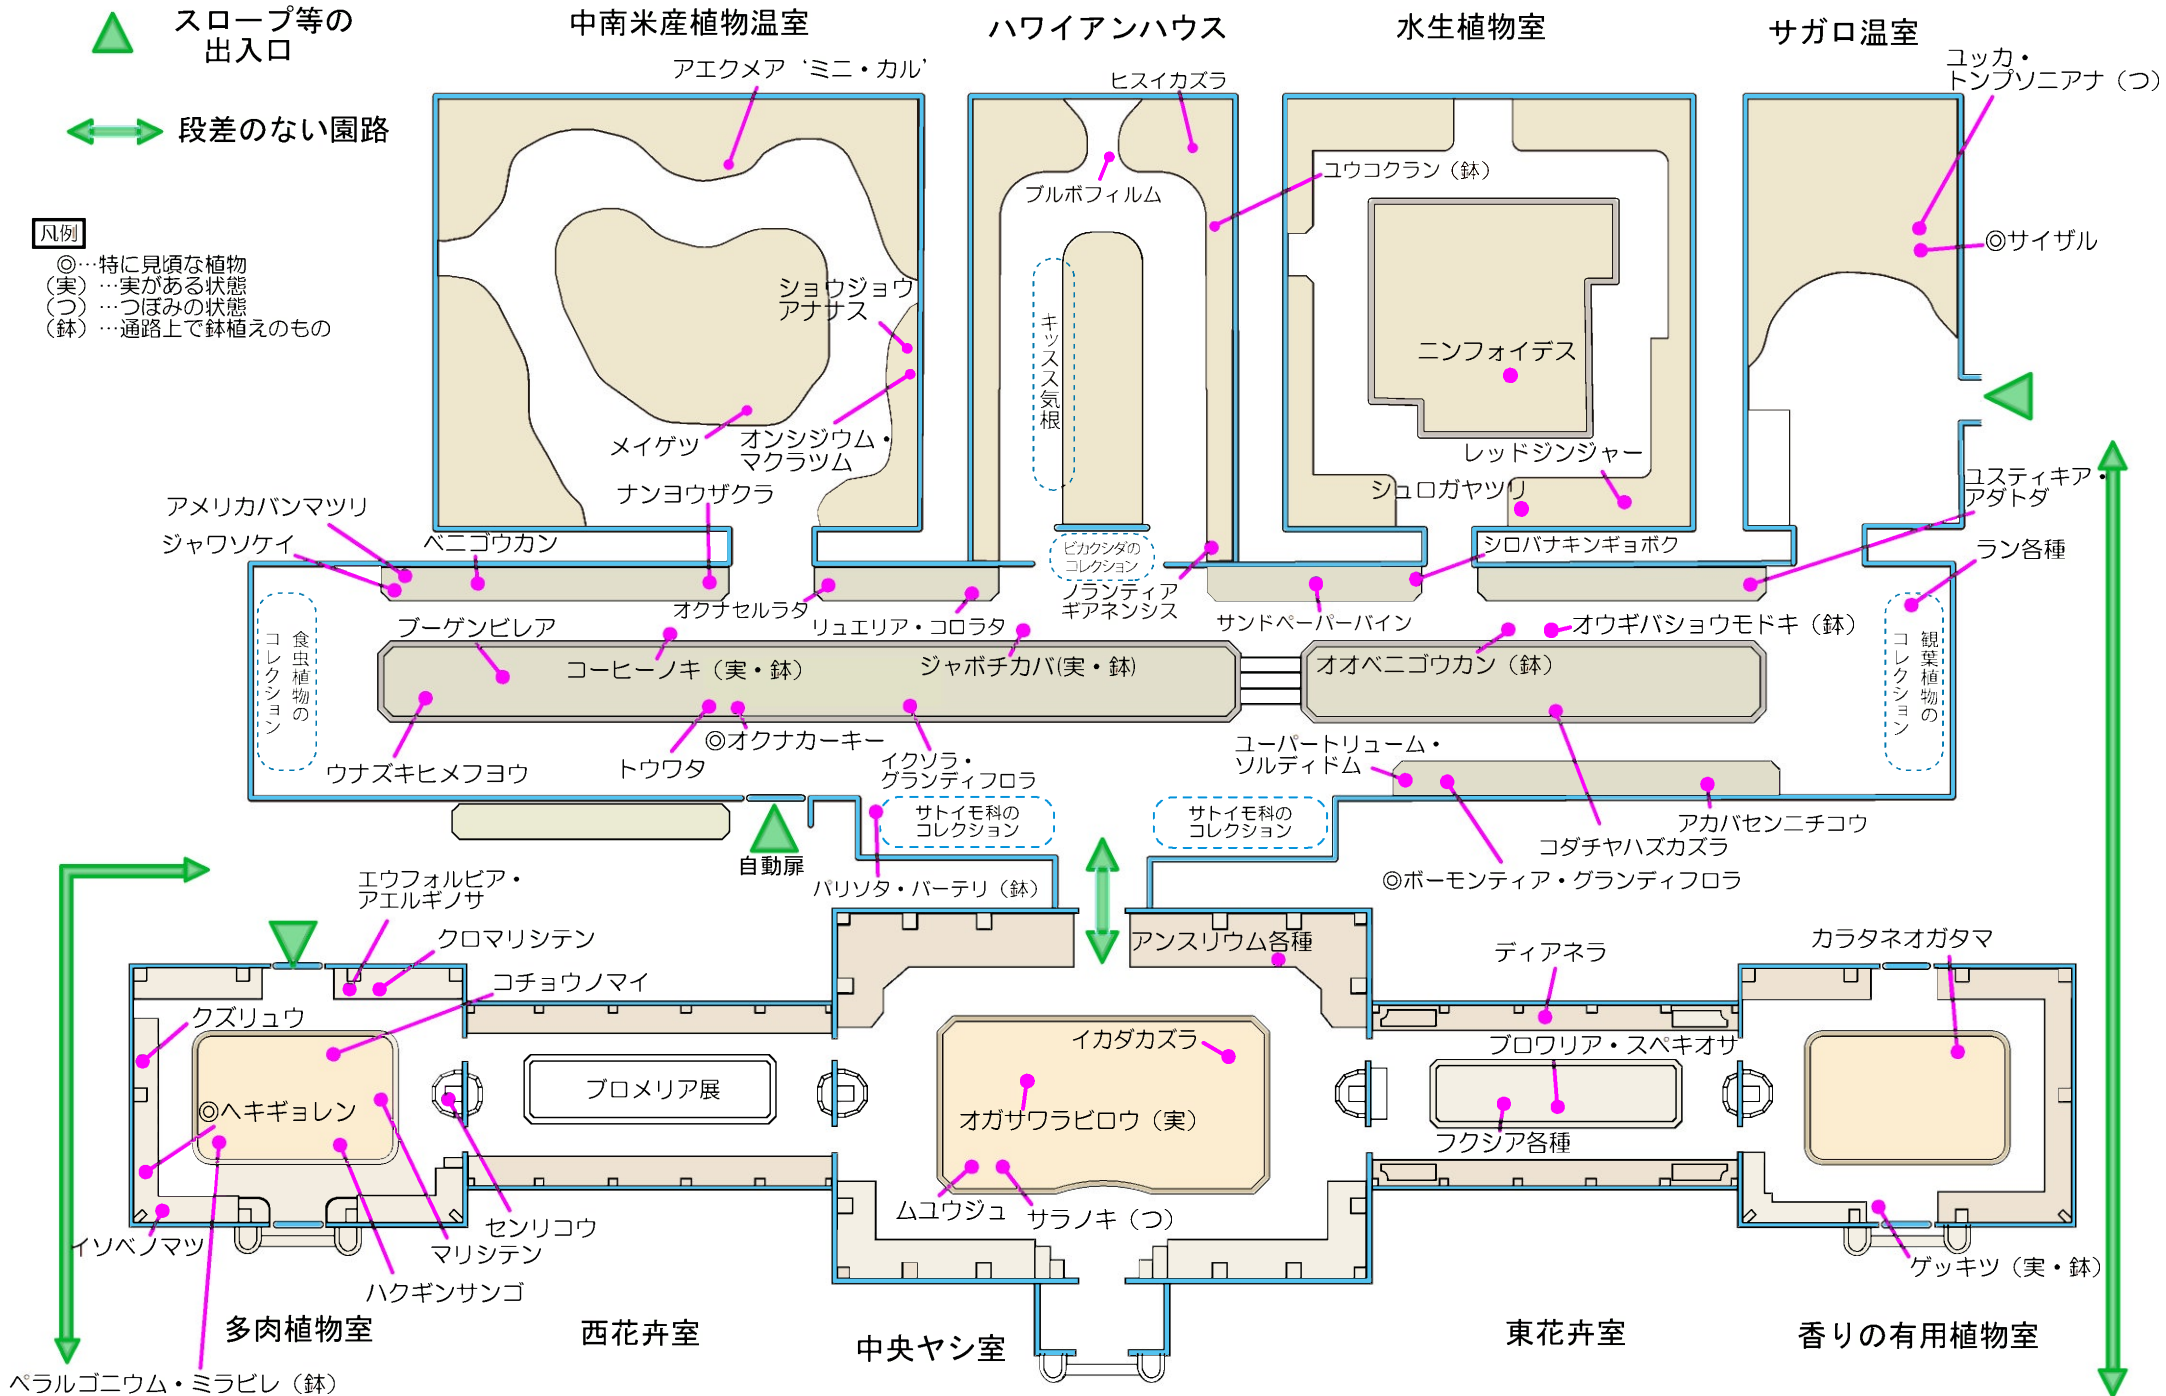 スロープ等の
出入口
段差のない園路
凡例
◎…特に見頃な植物
（実）…実がある状態
（つ）…つぼみの状態
（鉢）…通路上で鉢植えのもの
中南米産植物温室
ハワイアンハウス
水生植物室
サガロ温室
アエクメア ‘ミニ・カル’
ヒスイカズラ
ユッカ・
トンプソニアナ（つ）
ブルボフィルム
ユウコクラン（鉢）
◎サイザル
ショウジョウ
アナナス
キッスス気根
ニンフォイデス
メイゲツ
オンシジウム・
マクラツム
レッドジンジャー
シュロガヤツリ
ユスティキア・
アダトダ
ナンヨウザクラ
アメリカバンマツリ
ジャワソケイ
ベニゴウカン
ビカクシダの
コレクション
シロバナキンギョボク
ラン各種
オクナセルラタ
ノランティア
ギアネンシス
リュエリア・コロラタ
サンドペーパーバイン
オウギバショウモドキ（鉢）
ブーゲンビレア
コーヒーノキ（実・鉢）
ジャボチカバ(実・鉢)
オオベニゴウカン（鉢）
食虫植物の
コレクション
観葉植物の
コレクション
ウナズキヒメフヨウ
トウワタ
◎オクナカーキー
イクソラ・
グランディフロラ
ユーパートリューム・
ソルディドム
サトイモ科の
コレクション
サトイモ科の
コレクション
アカバセンニチコウ
コダチヤハズカズラ
◎ボーモンティア・グランディフロラ
自動扉
パリソタ・バーテリ（鉢）
エウフォルビア・
アエルギノサ
クロマリシテン
コチョウノマイ
クズリュウ
◎ヘキギョレン
イソベノマツ
センリコウ
マリシテン
ハクギンサンゴ
ペラルゴニウム・ミラビレ（鉢）
ブロメリア展
アンスリウム各種
イカダカズラ
オガサワラビロウ（実）
ムユウジュ
サラノキ（つ）
ディアネラ
ブロワリア・スペキオサ
フクシア各種
カラタネオガタマ
ゲッキツ（実・鉢）
多肉植物室
西花卉室
中央ヤシ室
東花卉室
香りの有用植物室